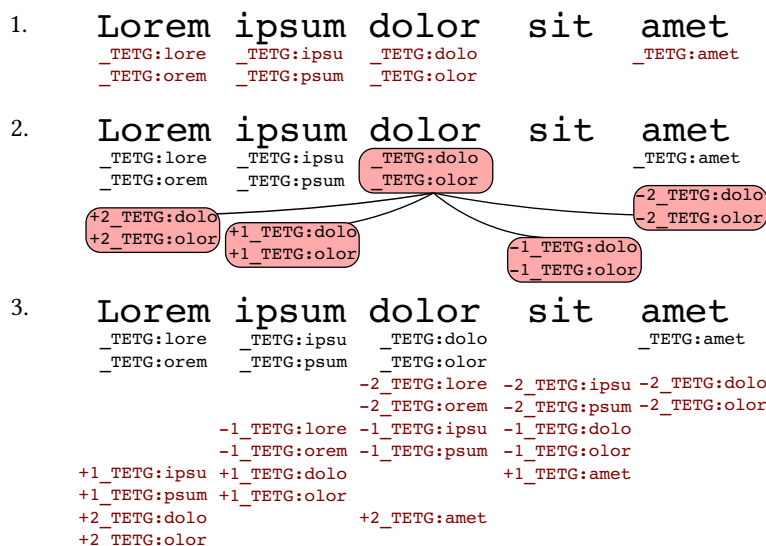 1. Lorem ipsum dolor sit amet
_TETG:lore _TETG:ipsu _TETG:dolo _TETG:amet
_TETG:orem _TETG:psum _TETG:olor
2. Lorem ipsum dolor sit amet
_TETG:lore _TETG:ipsu _TETG:dolo _TETG:amet
_TETG:orem _TETG:psum _TETG:olor
-2_TETG:dolo
+2_TETG:dolo -2_TETG:olor
+1_TETG:dolo
+2_TETG:olor -1_TETG:dolo
+1_TETG:olor
-1_TETG:olor
3. Lorem ipsum dolor sit amet
_TETG:lore _TETG:ipsu _TETG:dolo _TETG:amet
_TETG:orem _TETG:psum _TETG:olor
-2_TETG:lore -2_TETG:ipsu -2_TETG:dolo
-2_TETG:orem -2_TETG:psum -2_TETG:olor
-1_TETG:lore -1_TETG:ipsu -1_TETG:dolo
-1_TETG:orem -1_TETG:psum -1_TETG:olor
+1_TETG:ipsu +1_TETG:dolo +1_TETG:amet
+1_TETG:psum +1_TETG:olor
+2_TETG:dolo +2_TETG:amet
+2_TETG:olor